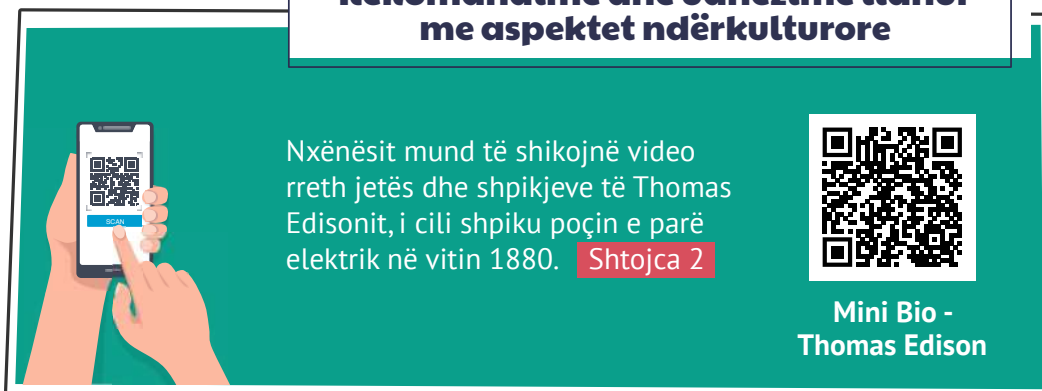 me aspektet ndërkulturore
Nxënësit mund të shikojnë video
rreth jetës dhe shpikjeve të Thomas
Edisonit, i cili shpiku poçin e parë
elektrik në vitin 1880. Shtojca 2
SCAN
Mini Bio -
Thomas Edison